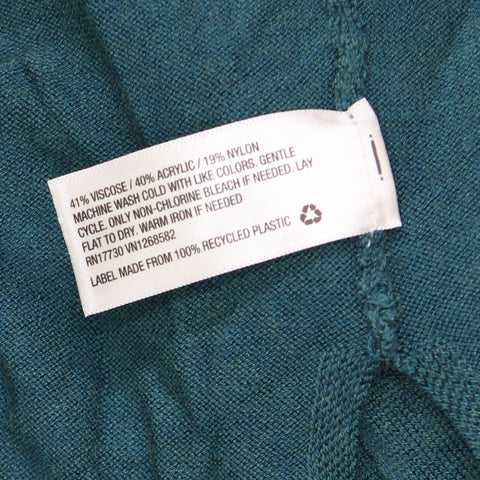 41% VISCOSE / 40% ACRYLIC / 19% NYLON
MACHINE WASH COLD WITH LIKE COLORS. GENTLE
CYCLE. ONLY NON-CHLORINE BLEACH IF NEEDED. LAY
FLAT TO DRY. WARM IRON IF NEEDED
RN17730 VN1268582
LABEL MADE FROM 100% RECYCLED PLASTIC